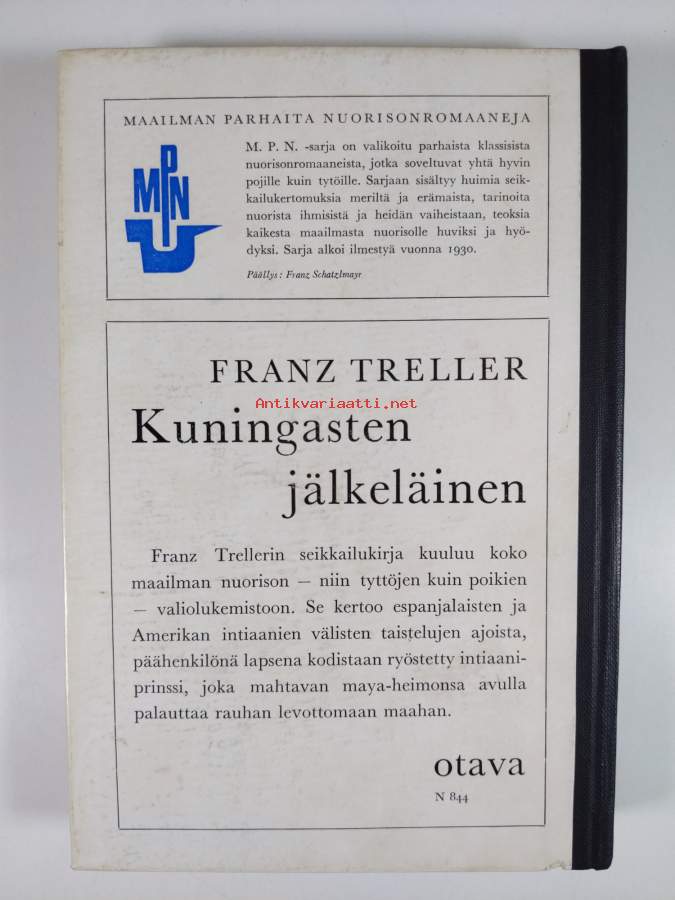 MAAILMAN PARHAITA NUORISONROMAANEJA
MPN
M. P. N. -sarja on valikoitu parhaista klassisista
nuorisonromaaneista, jotka soveltuvat yhtä hyvin
pojille kuin tytöille. Sarjaan sisältyy huimia seik-
kailukertomuksia meriltä ja erämaista, tarinoita
nuorista ihmisistä ja heidän vaiheistaan, teoksia
kaikesta maailmasta nuorisolle huviksi ja hyö-
dyksi. Sarja alkoi ilmestyä vuonna 1930.
Päällys: Franz Schatzlmayr
FRANZ TRELLER
Antikvariaatti.net
Kuningasten
jälkeläinen
Franz Trellerin seikkailukirja kuuluu koko
maailman nuorison — niin tyttöjen kuin poikien
— valiolukemistoon. Se kertoo espanjalaisten ja
Amerikan intiaanien välisten taistelujen ajoista,
päähenkilönä lapsena kodistaan ryöstetty intiaani-
prinssi, joka mahtavan maya-heimonsa avulla
palauttaa rauhan levottomaan maahan.
otava
N 844